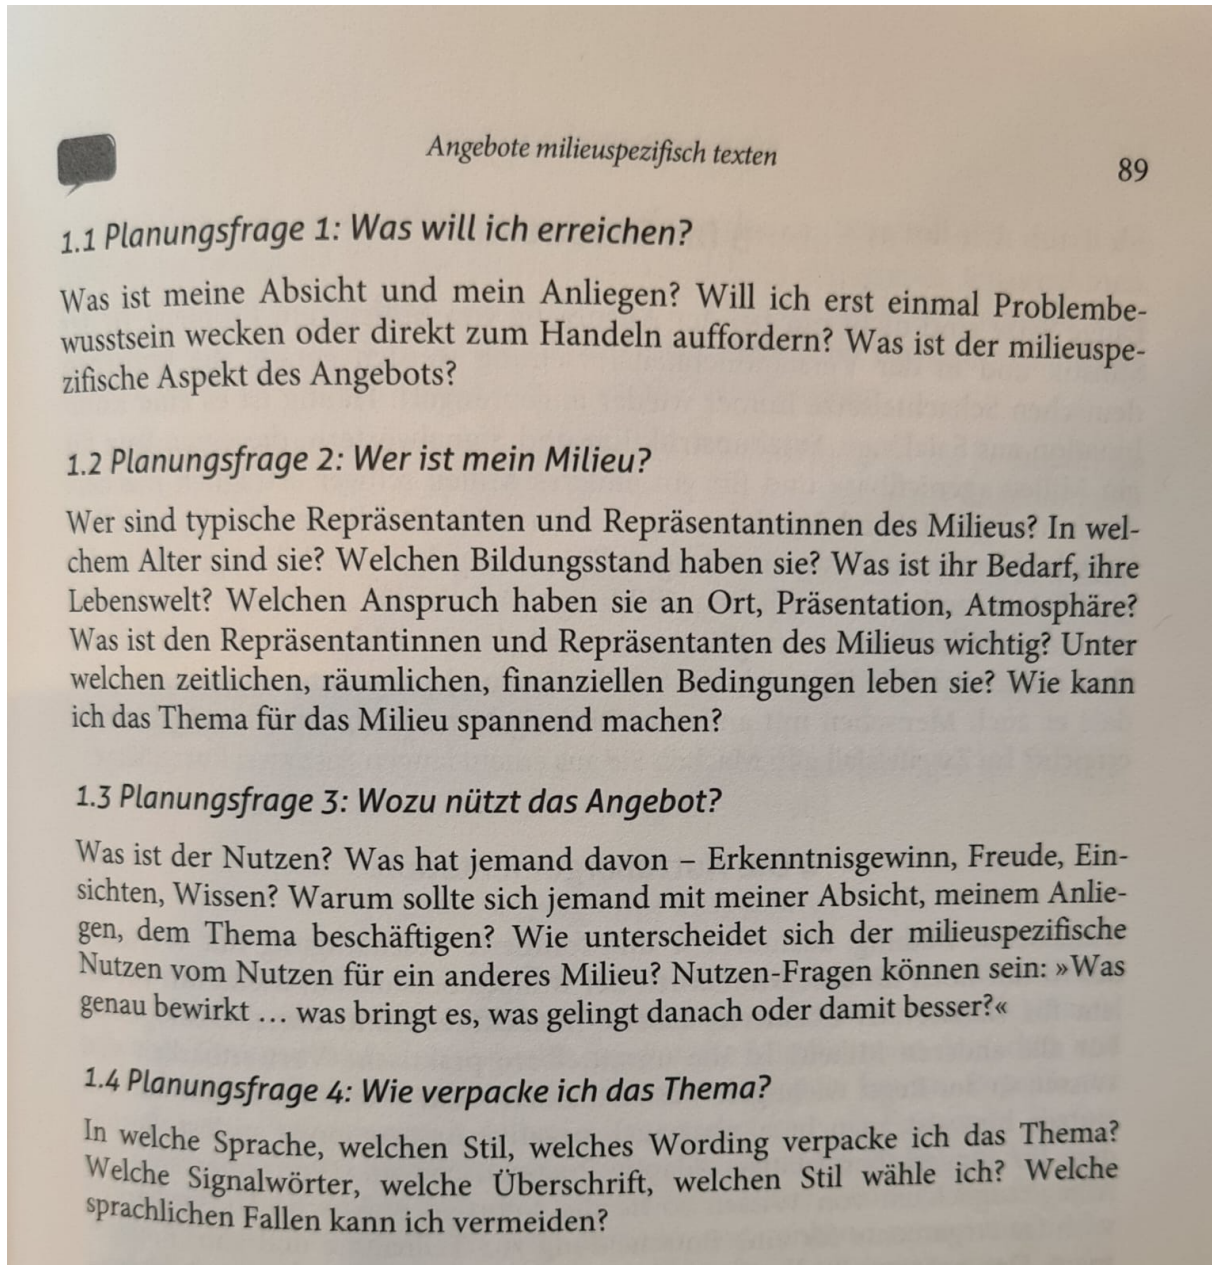 Angebote milieuspezifisch texten
89
1.1 Planungsfrage 1: Was will ich erreichen?
Was ist meine Absicht und mein Anliegen? Will ich erst einmal Problembe-
wusstsein wecken oder direkt zum Handeln auffordern? Was ist der milieuspe-
zifische Aspekt des Angebots?
1.2 Planungsfrage 2: Wer ist mein Milieu?
Wer sind typische Repräsentanten und Repräsentantinnen des Milieus? In wel-
chem Alter sind sie? Welchen Bildungsstand haben sie? Was ist ihr Bedarf, ihre
Lebenswelt? Welchen Anspruch haben sie an Ort, Präsentation, Atmosphäre?
Was ist den Repräsentantinnen und Repräsentanten des Milieus wichtig? Unter
welchen zeitlichen, räumlichen, finanziellen Bedingungen leben sie? Wie kann
ich das Thema für das Milieu spannend machen?
1.3 Planungsfrage 3: Wozu nützt das Angebot?
Was ist der Nutzen? Was hat jemand davon – Erkenntnisgewinn, Freude, Ein-
sichten, Wissen? Warum sollte sich jemand mit meiner Absicht, meinem Anlie-
gen, dem Thema beschäftigen? Wie unterscheidet sich der milieuspezifische
Nutzen vom Nutzen für ein anderes Milieu? Nutzen-Fragen können sein: »Was
genau bewirkt … was bringt es, was gelingt danach oder damit besser?«
1.4 Planungsfrage 4: Wie verpacke ich das Thema?
In welche Sprache, welchen Stil, welches Wording verpacke ich das Thema?
Welche Signalwörter, welche Überschrift, welchen Stil wähle ich? Welche
sprachlichen Fallen kann ich vermeiden?